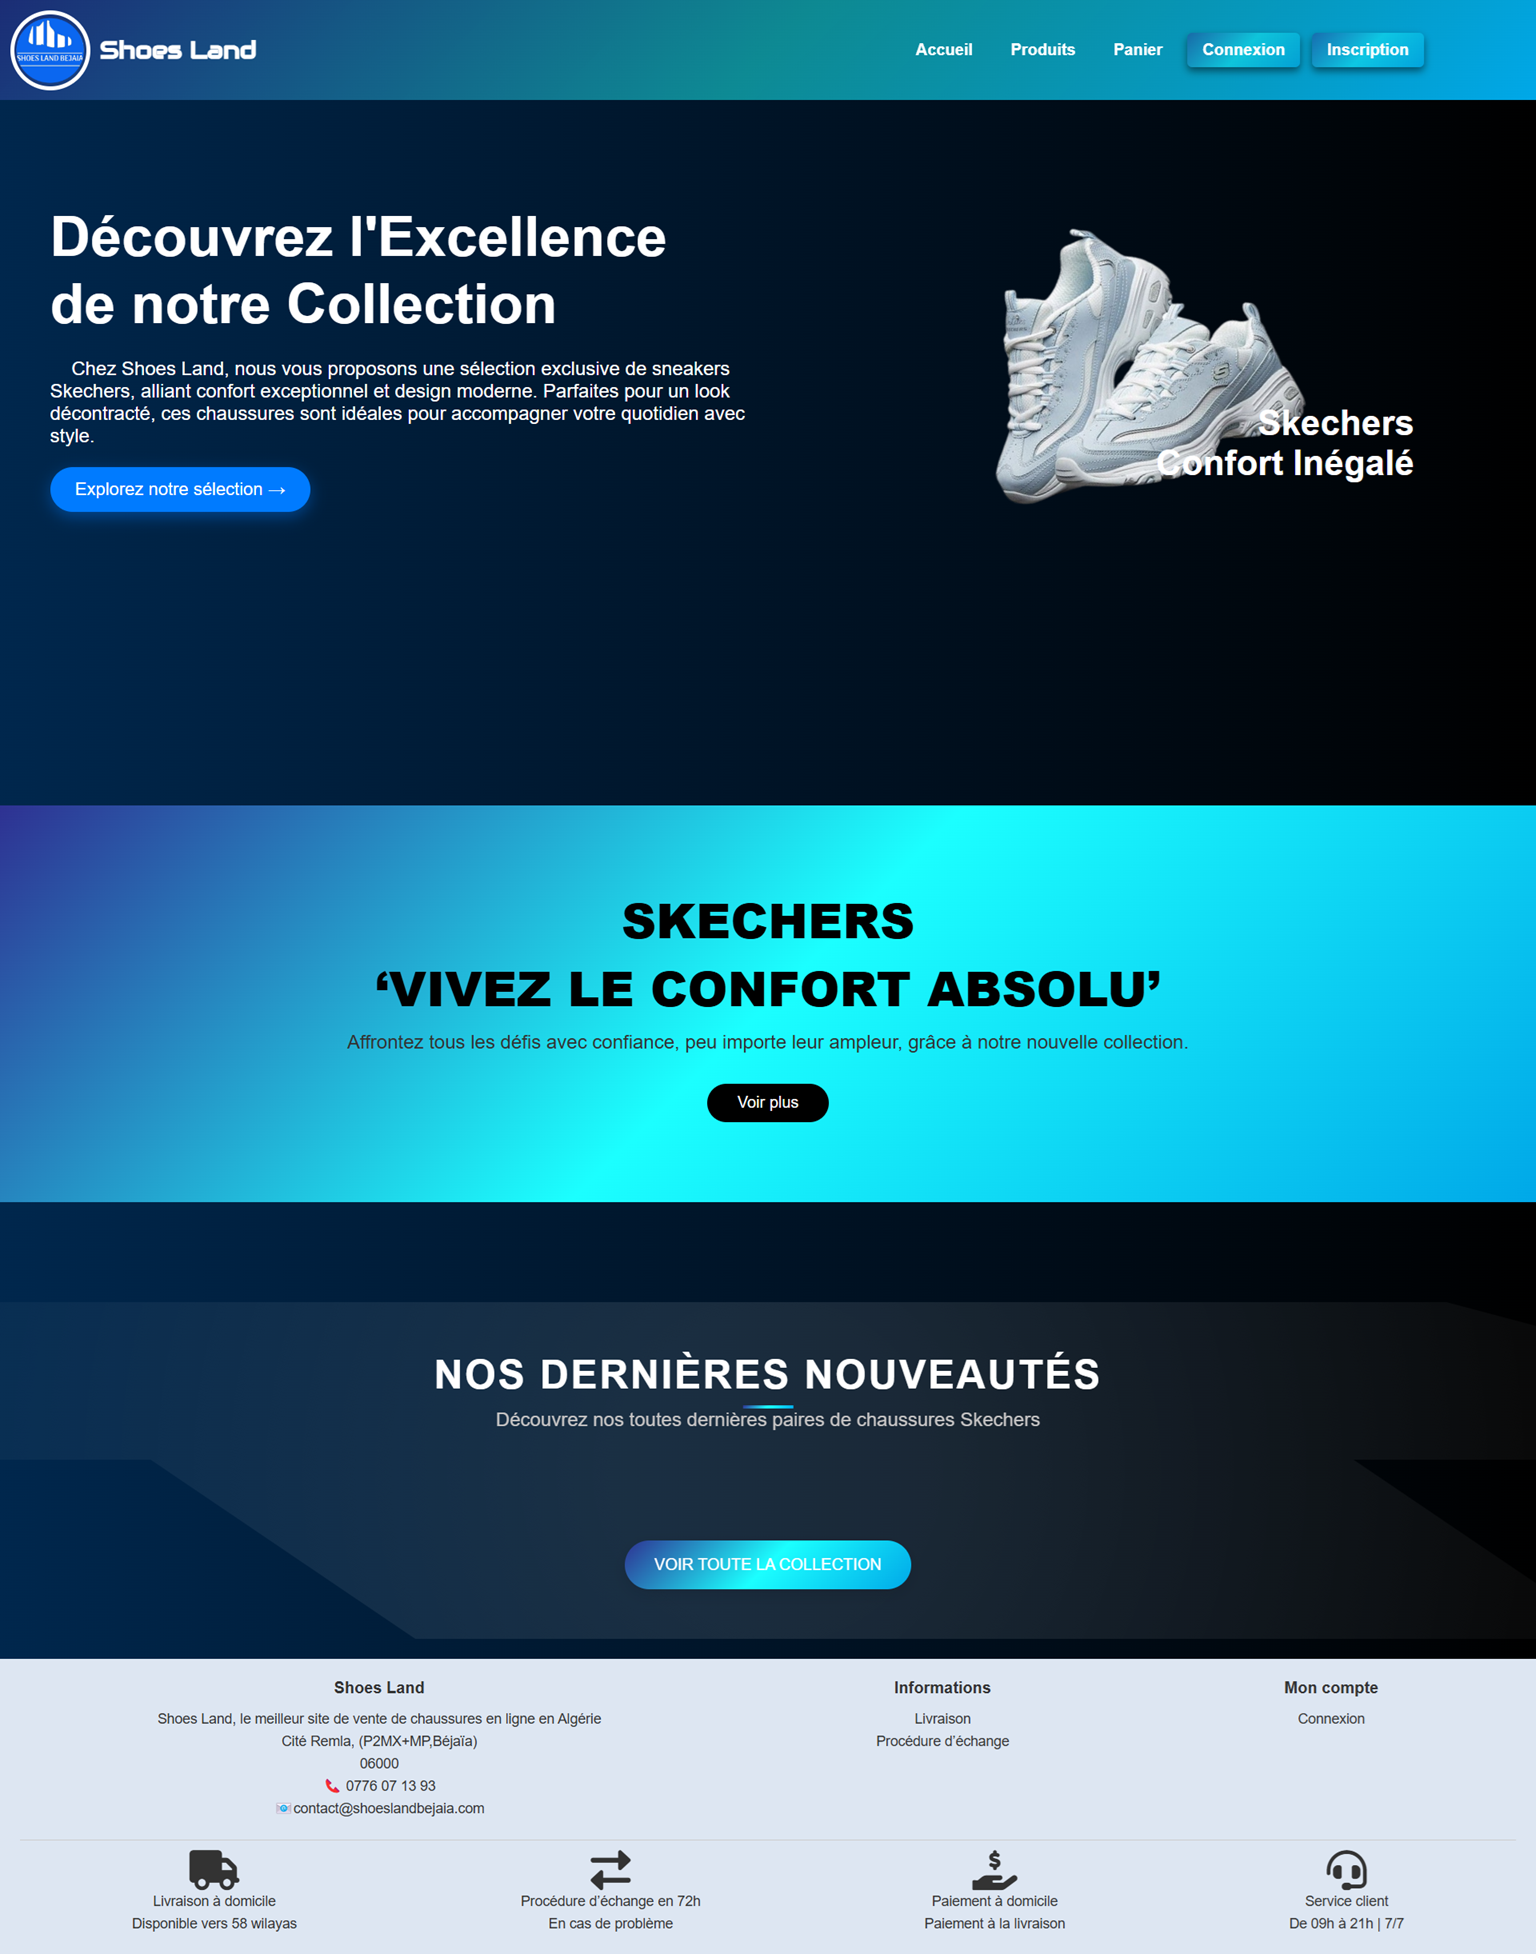 SHOES LAND BEJAIA
Shoes Land
Accueil
Produits
Panier
Connexion
Inscription
Découvrez l'Excellence
de notre Collection
Chez Shoes Land, nous vous proposons une sélection exclusive de sneakers
Skechers, alliant confort exceptionnel et design moderne. Parfaites pour un look
décontracté, ces chaussures sont idéales pour accompagner votre quotidien avec
style.
Explorez notre sélection →
Skechers
Confort Inégalé
SKECHERS
‘VIVEZ LE CONFORT ABSOLU’
Affrontez tous les défis avec confiance, peu importe leur ampleur, grâce à notre nouvelle collection.
Voir plus
NOS DERNIÈRES NOUVEAUTÉS
Découvrez nos toutes dernières paires de chaussures Skechers
VOIR TOUTE LA COLLECTION
Shoes Land
Shoes Land, le meilleur site de vente de chaussures en ligne en Algérie
Cité Remla, (P2MX+MP,Béjaïa)
06000
📞 0776 07 13 93
📧contact@shoeslandbejaia.com
Informations
Livraison
Procédure d’échange
Mon compte
Connexion
Livraison à domicile
Disponible vers 58 wilayas
Procédure d’échange en 72h
En cas de problème
Paiement à domicile
Paiement à la livraison
Service client
De 09h à 21h | 7/7